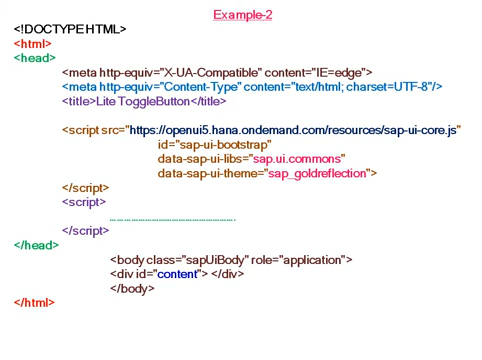 Example-2
<!DOCTYPE HTML>
<html>
<head>
<meta http-equiv="X-UA-Compatible" content="IE=edge">
<meta http-equiv="Content-Type" content="text/html; charset=UTF-8"/>
<title>Lite ToggleButton</title>
<script src="https://openui5.hana.ondemand.com/resources/sap-ui-core.js"
id="sap-ui-bootstrap"
data-sap-ui-libs="sap.ui.commons"
data-sap-ui-theme="sap_goldreflection">
</script>
<script>
……………………………………………….
</script>
</head>
<body class="sapUiBody" role="application">
<div id="content"> </div>
</body>
</html>